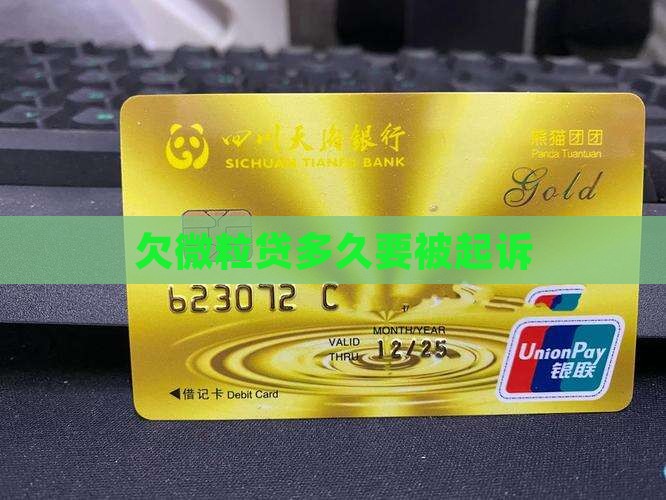 四川天府銀行
SICHUAN TIANFU BANK
熊猫团团
Panda Tuantuan
Gold
欠微粒贷多久要被起诉
623072 C
MONTH/YEAR
VALID THRU 12/25
UnionPay
银联
◀借记卡 Debit Card